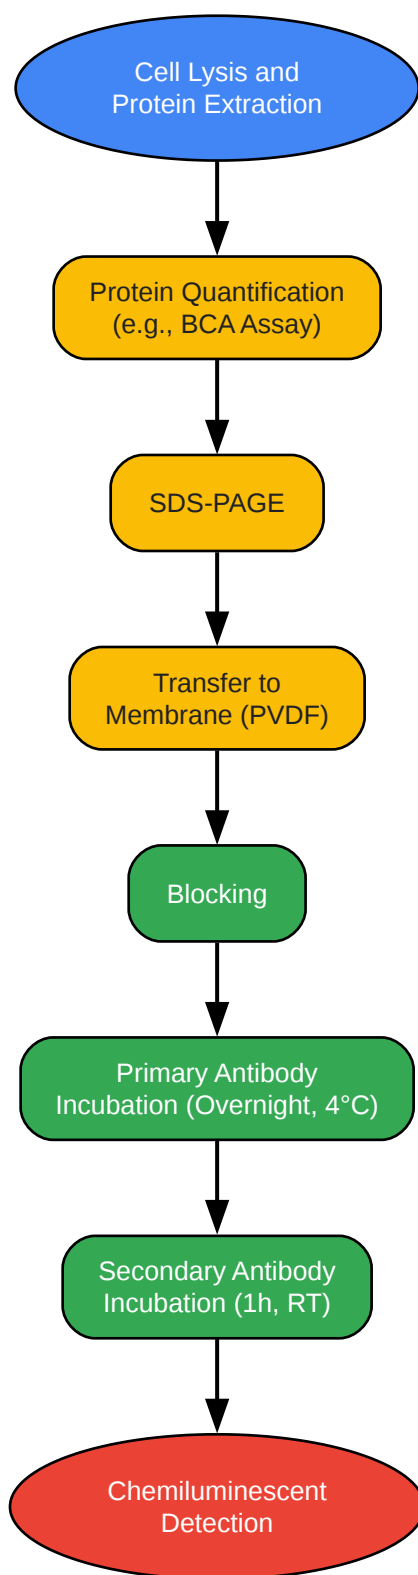 Cell Lysis and
Protein Extraction
Protein Quantification
(e.g., BCA Assay)
SDS-PAGE
Transfer to
Membrane (PVDF)
Blocking
Primary Antibody
Incubation (Overnight, 4°C)
Secondary Antibody
Incubation (1h, RT)
Chemiluminescent
Detection